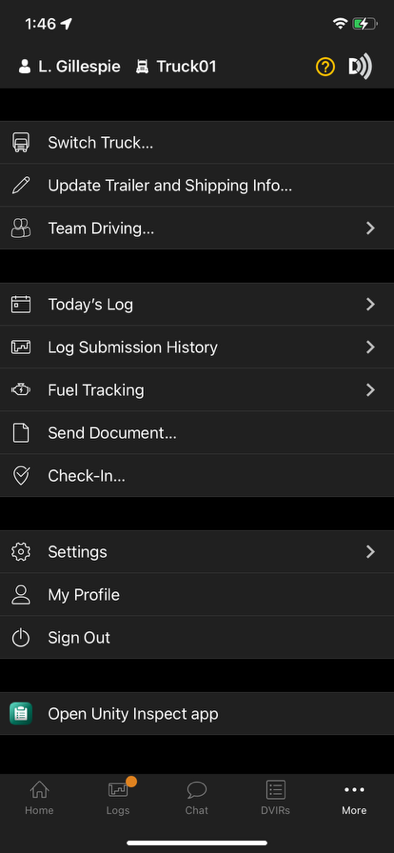 1:46
L. Gillespie Truck01 ?
Switch Truck...
Update Trailer and Shipping Info...
Team Driving...
Today's Log
Log Submission History
Fuel Tracking
Send Document...
Check-In...
Settings
My Profile
Sign Out
Open Unity Inspect app
Home Logs Chat DVIRs More